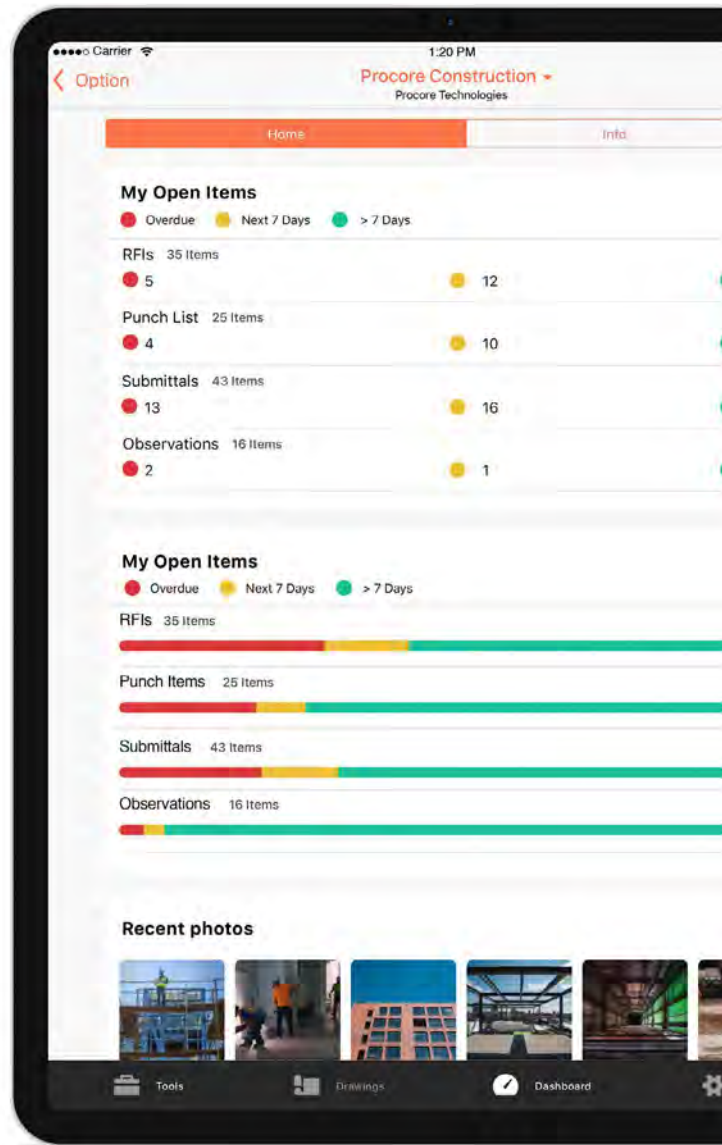 Carrier
1:20 PM
Option
Procore Construction
Procore Technologies
Home
Info
My Open Items
Overdue Next 7 Days > 7 Days
RFIs 35 Items
5 12
Punch List 25 Items
4 10
Submittals 43 Items
13 16
Observations 16 Items
2 1
My Open Items
Overdue Next 7 Days > 7 Days
RFIs 35 Items
Punch Items 25 Items
Submittals 43 Items
Observations 16 Items
Recent photos
Tools Drawings Dashboard